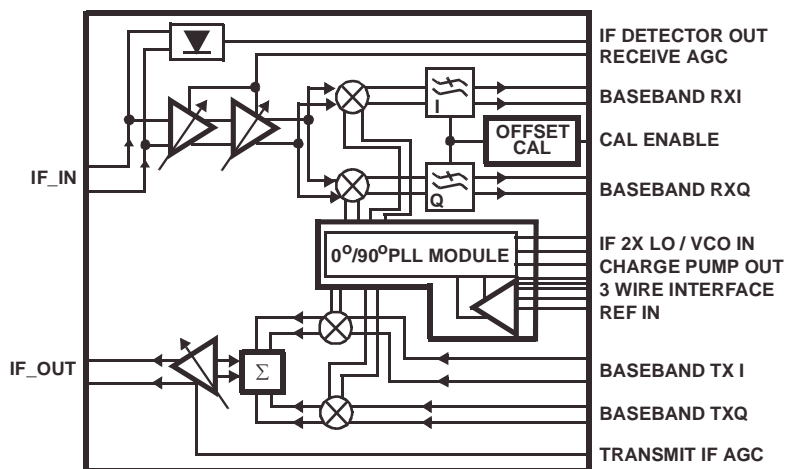 IF DETECTOR OUT
RECEIVE AGC
BASEBAND RXI
I
OFFSET
CAL
CAL ENABLE
IF_IN
BASEBAND RXQ
Q
0°/90°PLL MODULE
IF 2X LO / VCO IN
CHARGE PUMP OUT
3 WIRE INTERFACE
REF IN
IF_OUT
Σ
BASEBAND TX I
BASEBAND TXQ
TRANSMIT IF AGC